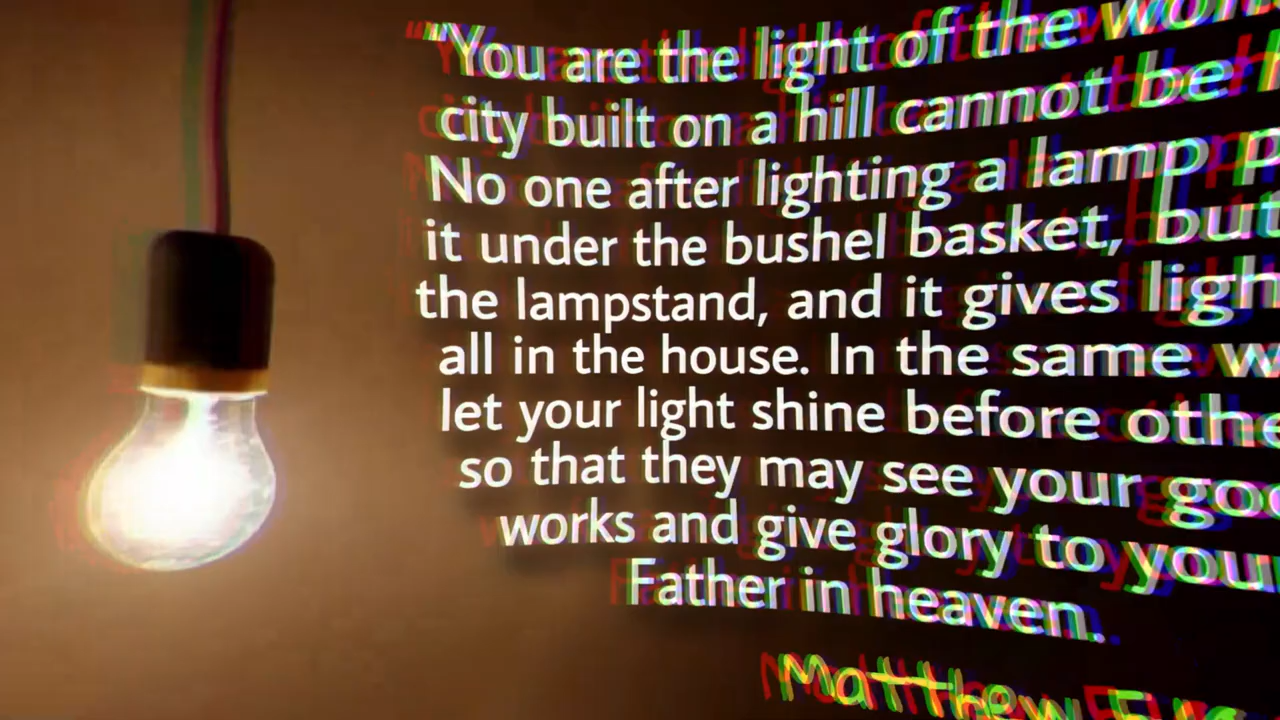 "You are the light of the
city built on a hill cannot be
No one after lighting a lamp
it under the bushel basket, but
the lampstand, and it gives
all in the house. In the same
let your light shine before
so that they may see your
works and give glory to
Father in heaven.
Matthew